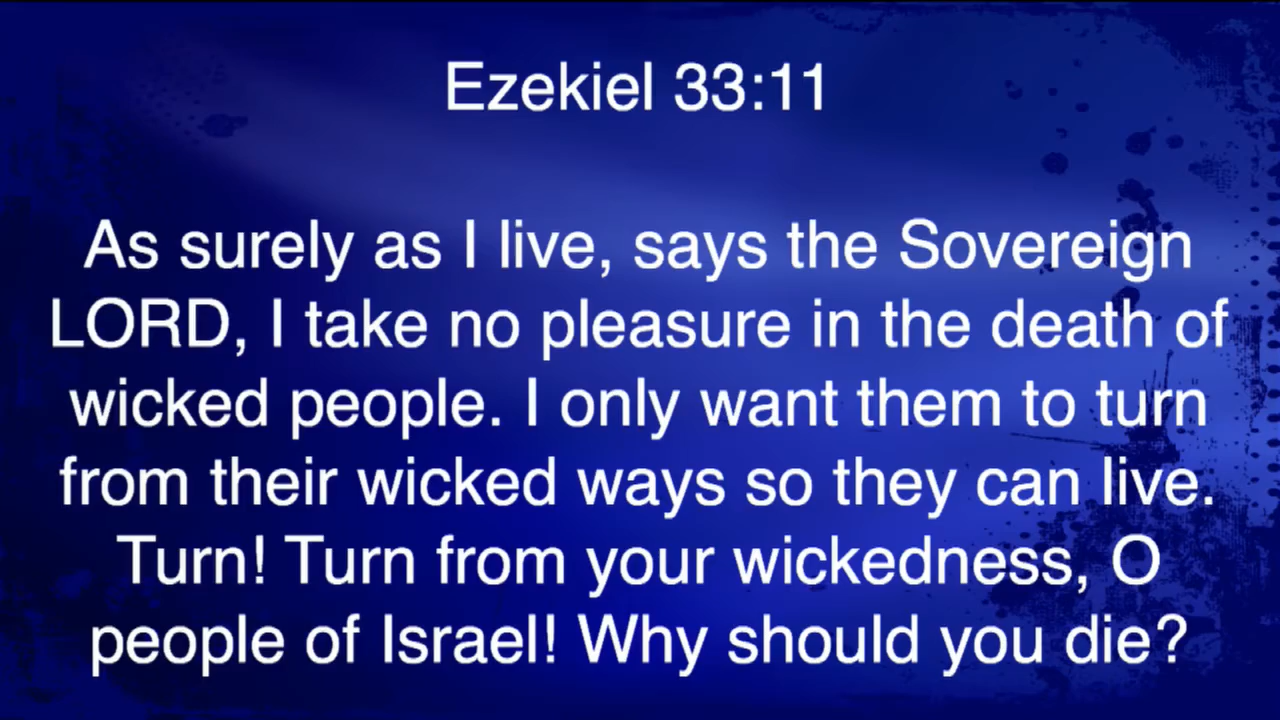 Ezekiel 33:11
As surely as I live, says the Sovereign
LORD, I take no pleasure in the death of
wicked people. I only want them to turn
from their wicked ways so they can live.
Turn! Turn from your wickedness, O
people of Israel! Why should you die?